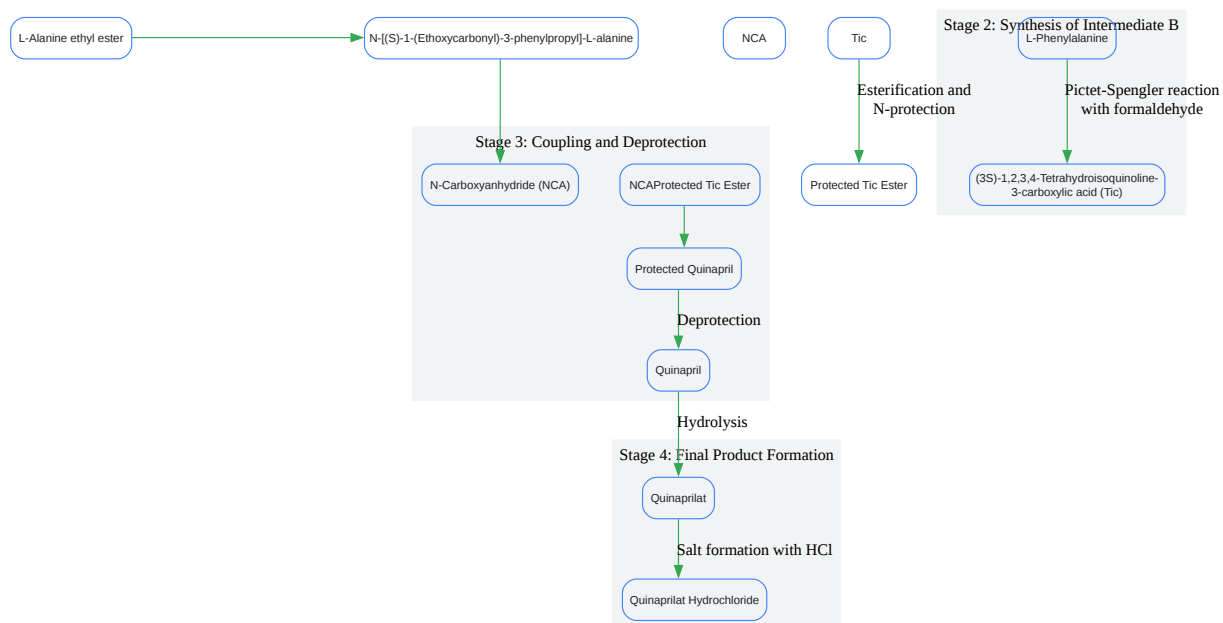 L-Alanine ethyl ester
N-[(S)-1-(Ethoxycarbonyl)-3-phenylpropyl]-L-alanine
NCA
Tic
Stage 2: Synthesis of Intermediate B
L-Phenylalanine
Esterification and
N-protection
Pictet-Spengler reaction
with formaldehyde
Stage 3: Coupling and Deprotection
N-Carboxyanhydride (NCA)
NCAProtected Tic Ester
Protected Tic Ester
(3S)-1,2,3,4-Tetrahydroisoquinoline-
3-carboxylic acid (Tic)
Protected Quinapril
Deprotection
Quinapril
Hydrolysis
Stage 4: Final Product Formation
Quinaprilat
Salt formation with HCl
Quinaprilat Hydrochloride